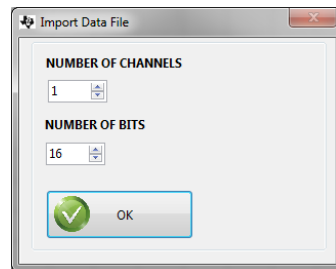 Import Data File
NUMBER OF CHANNELS
1
NUMBER OF BITS
16
OK